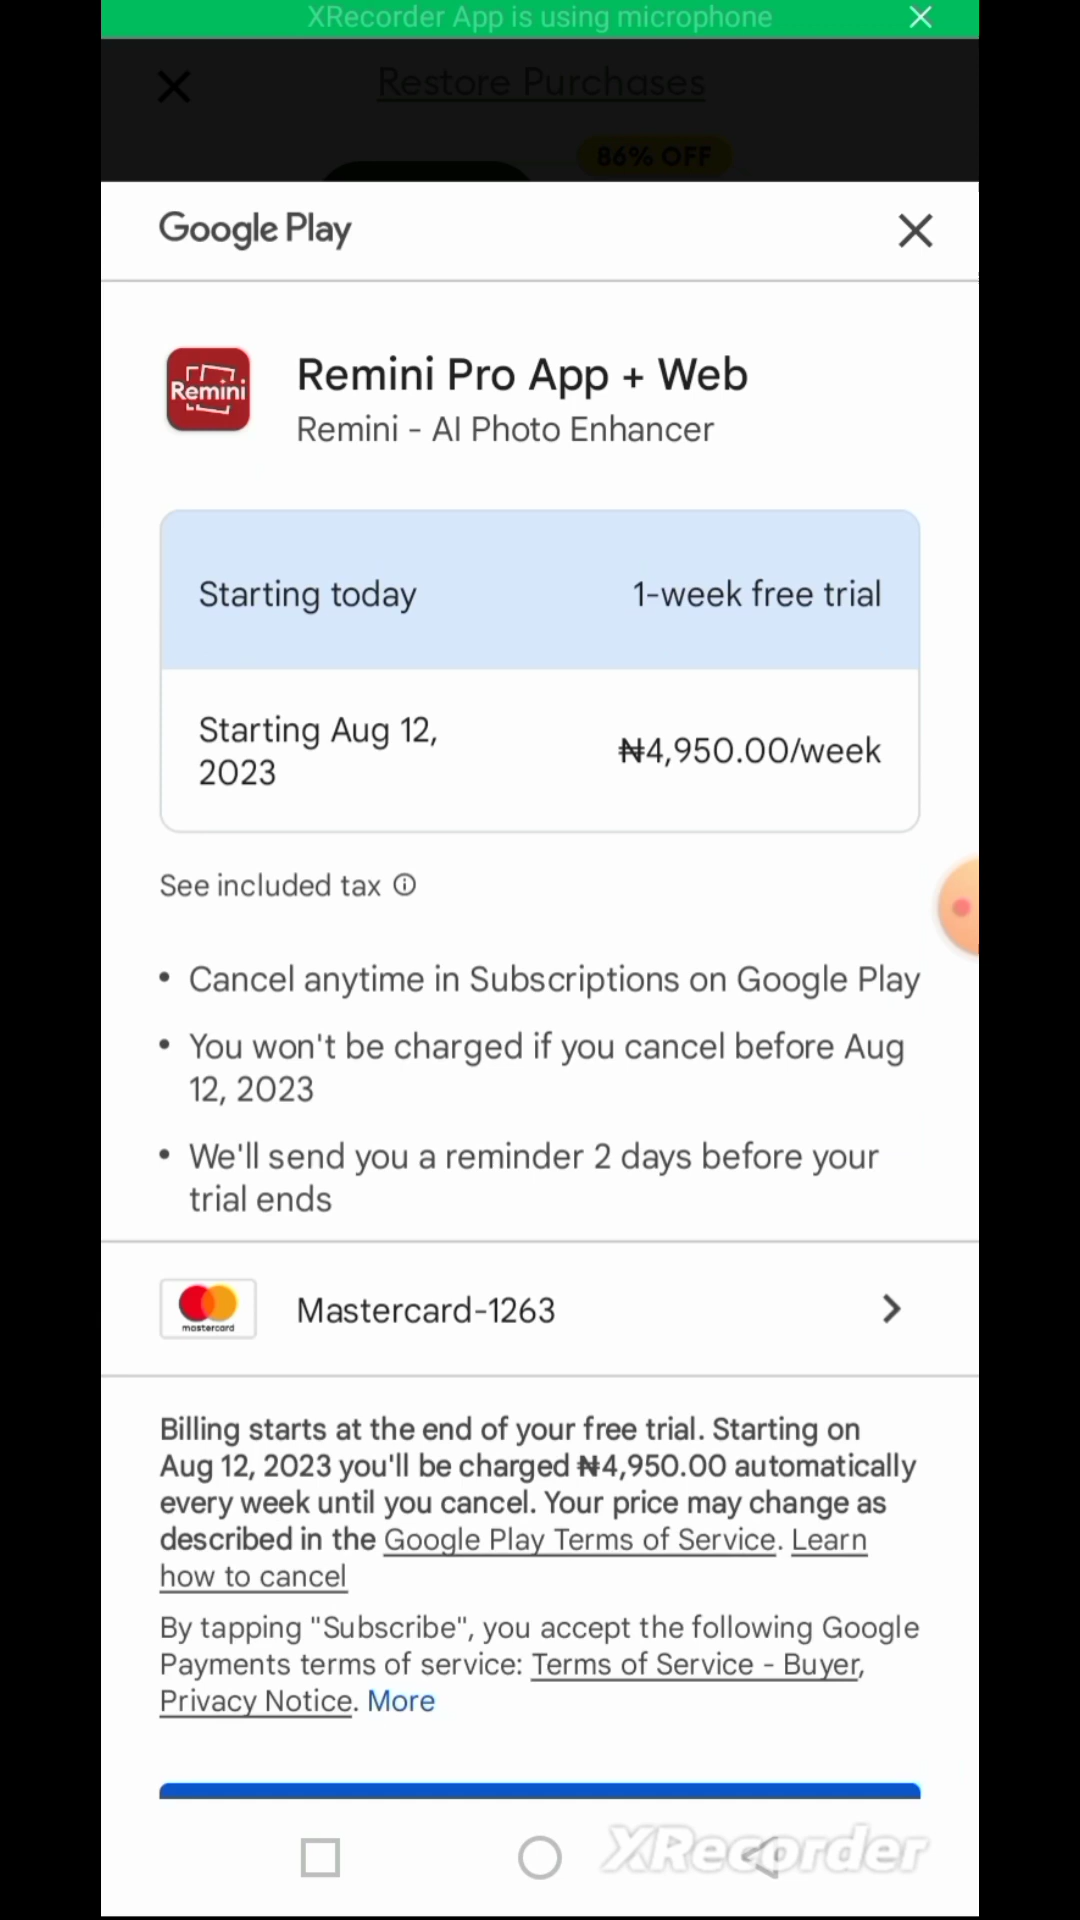 XRecorder App is using microphone
Restore Purchases
86% OFF
Google Play
Remini
Remini Pro App + Web
Remini - AI Photo Enhancer
Starting today 1-week free trial
Starting Aug 12,
2023
₦4,950.00/week
See included tax
• Cancel anytime in Subscriptions on Google Play
• You won't be charged if you cancel before Aug
12, 2023
• We'll send you a reminder 2 days before your
trial ends
mastercard
Mastercard-1263
Billing starts at the end of your free trial. Starting on
Aug 12, 2023 you'll be charged ₦4,950.00 automatically
every week until you cancel. Your price may change as
described in the Google Play Terms of Service. Learn
how to cancel
By tapping "Subscribe", you accept the following Google
Payments terms of service: Terms of Service - Buyer,
Privacy Notice. More
XRecorder